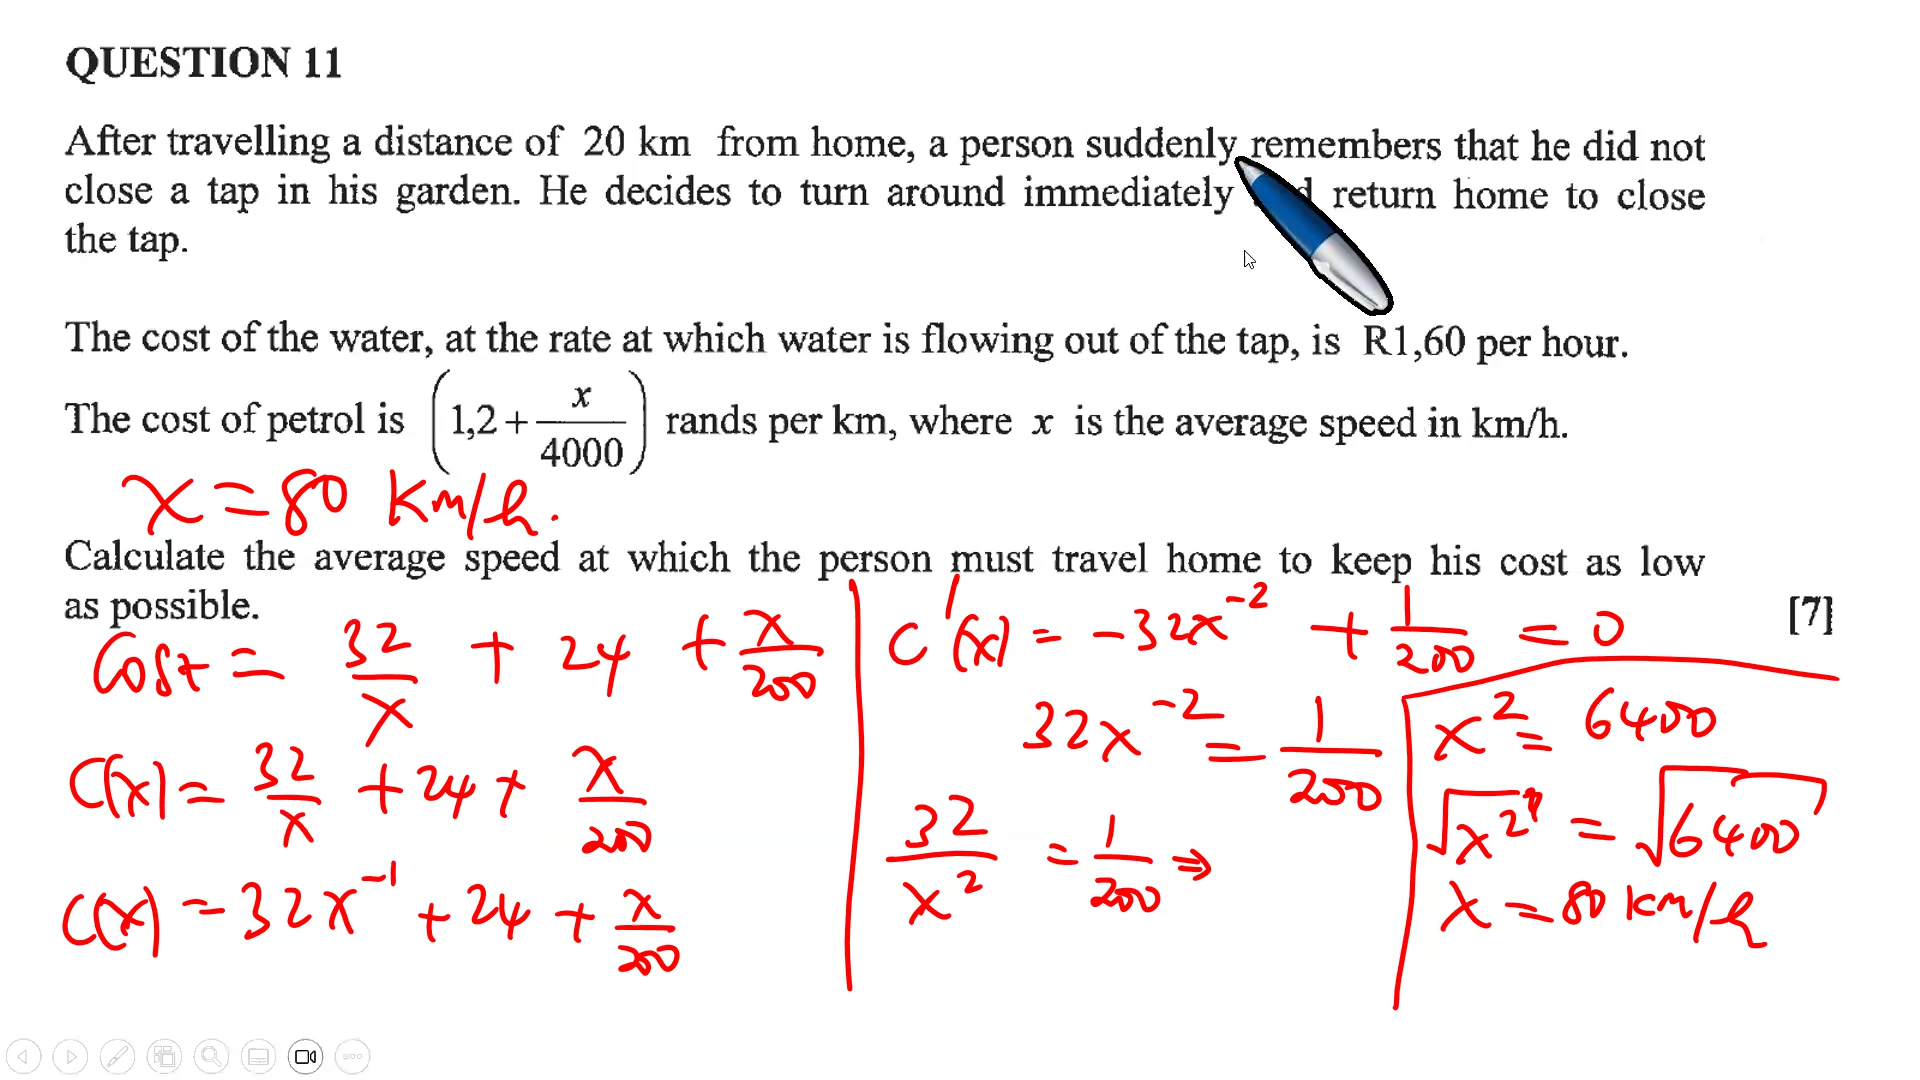 QUESTION 11
After travelling a distance of 20 km from home, a person suddenly remembers that he did not
close a tap in his garden. He decides to turn around immediately return home to close
the tap.
The cost of the water, at the rate at which water is flowing out of the tap, is R1,60 per hour.
The cost of petrol is (1,2 + x/4000) rands per km, where x is the average speed in km/h.
x = 80 km/h.
Calculate the average speed at which the person must travel home to keep his cost as low
as possible.
[7]
Cost = 32/x + 24 + x/200
C(x) = 32/x + 24 + x/200
C(x) = 32x⁻¹ + 24 + x/200
C'(x) = -32x⁻² + 1/200 = 0
32x⁻² = 1/200
32/x² = 1/200 ⇒
x² = 6400
√x² = √6400
x = 80 km/h